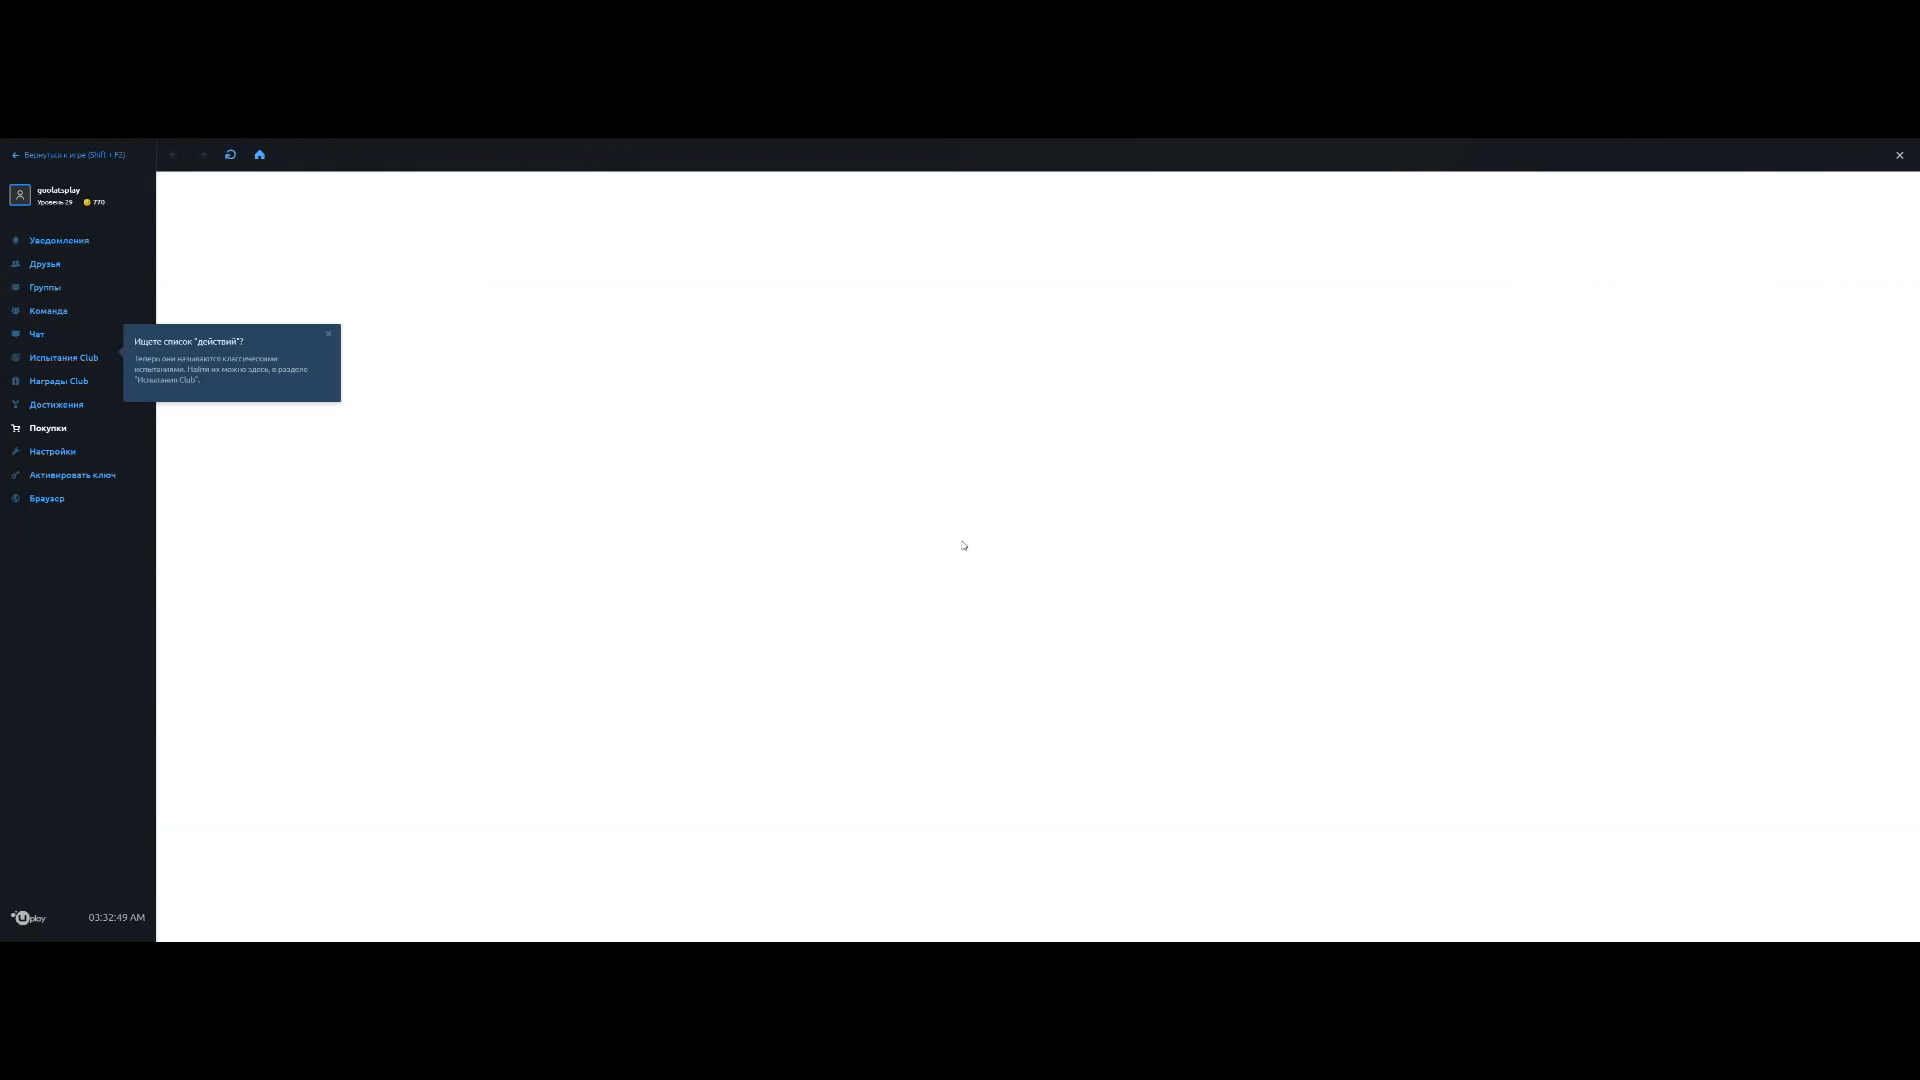 Вернуться к игре (Shift + F2)
goolatsplay
Уровень 29 770
Уведомления
Друзья
Группы
Команда
Чат
Испытания Club
Награды Club
Достижения
Покупки
Настройки
Активировать ключ
Браузер
Ищете список "действий"?
Теперь они называются классическими
испытаниями. Найти их можно здесь, в разделе
"Испытания Club".
Uplay 03:32:49 AM